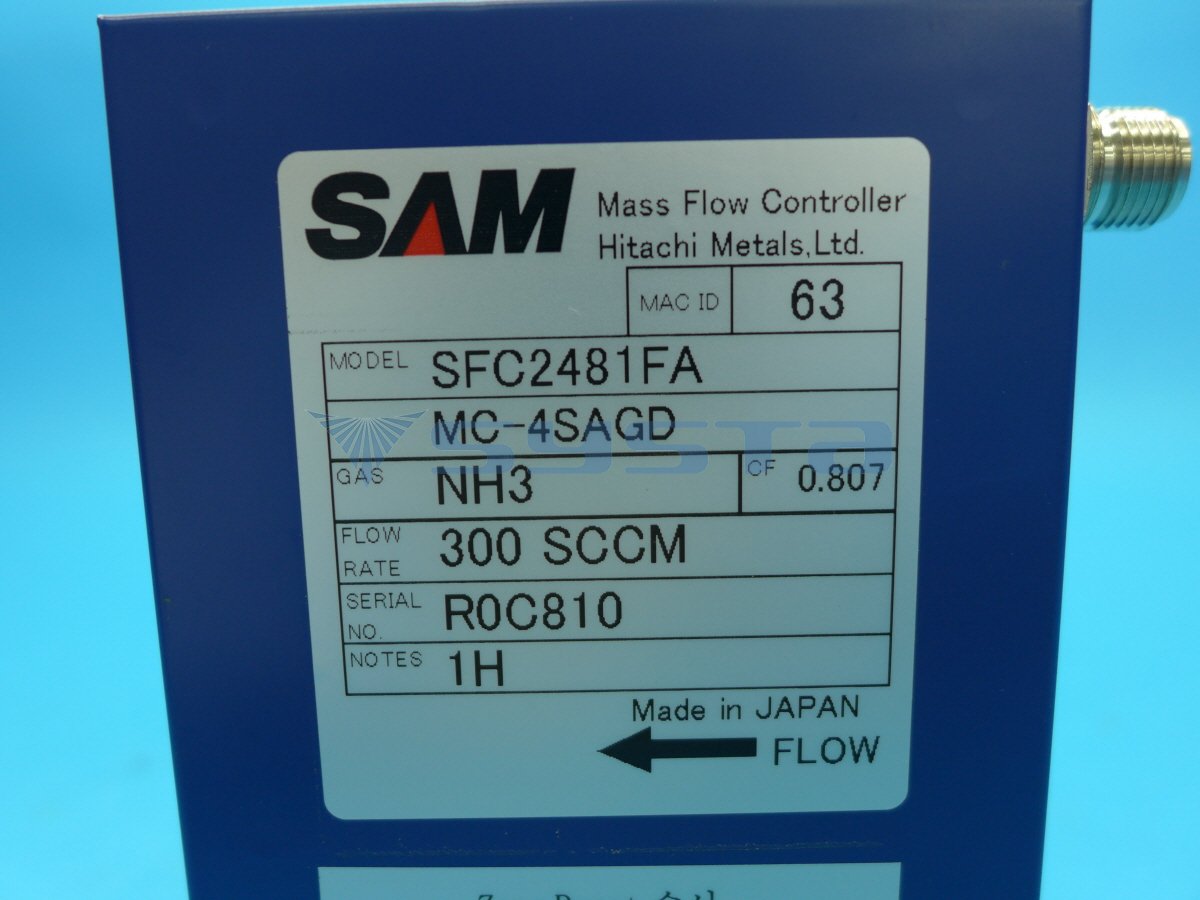 SAM
Mass Flow Controller
Hitachi Metals,Ltd.
MAC ID 63
MODEL SFC2481FA
MC-4SAGD
SYSTA
GAS NH3 CF 0.807
FLOW RATE 300 SCCM
SERIAL NO. R0C810
NOTES 1H
Made in JAPAN
FLOW